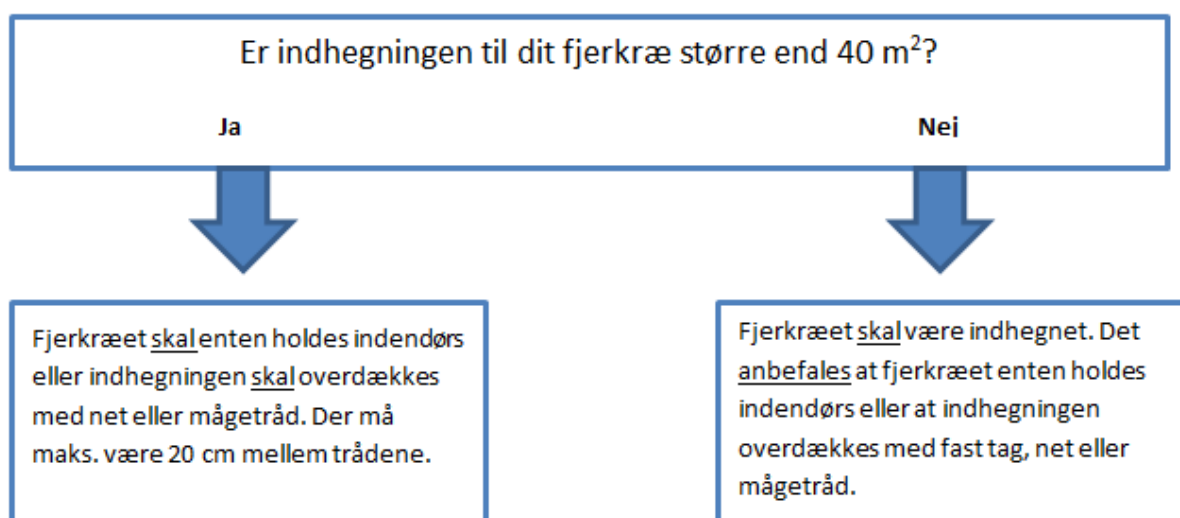 Er indhegningen til dit fjerkræ større end 40 m²?
Ja
Nej
Fjerkræet skal enten holdes indendørs
eller indhegningen skal overdækkes
med net eller mågetråd. Der må
maks. være 20 cm mellem trådene.
Fjerkræet skal være indhegnet. Det
anbefales at fjerkræet enten holdes
indendørs eller at indhegningen
overdækkes med fast tag, net eller
mågetråd.